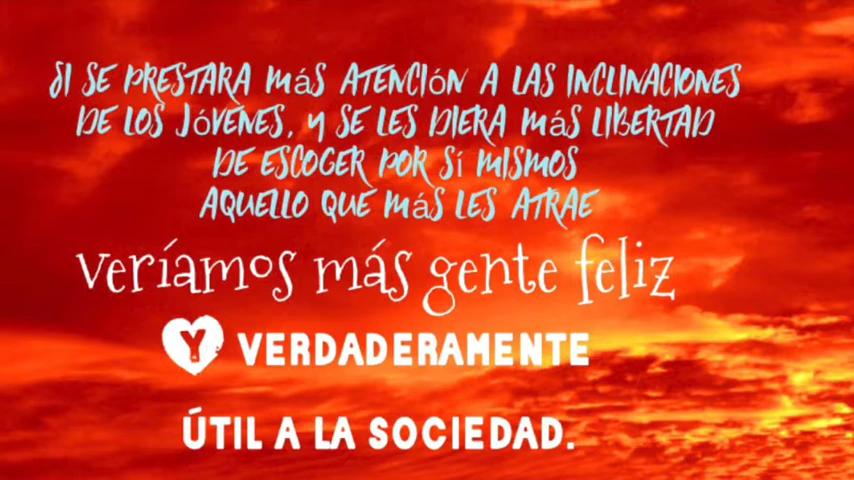 SI SE PRESTARA MáS ATENCIóN A LAS INCLINACIONES
DE LOS JóVENES, Y SE LES DIERA MáS LIBERTAD
DE ESCOGER POR Sí MISMOS
AQUELLO QUE MáS LES ATRAE
veríamos más gente feliz
Y VERDADERAMENTE
ÚTIL A LA SOCIEDAD.